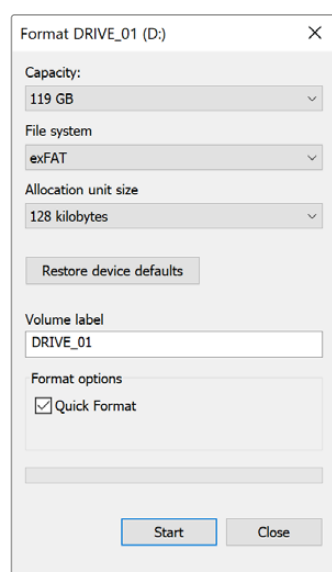 Format DRIVE_01 (D:)
Capacity:
119 GB
File system
exFAT
Allocation unit size
128 kilobytes
Restore device defaults
Volume label
DRIVE_01
Format options
Quick Format
Start Close